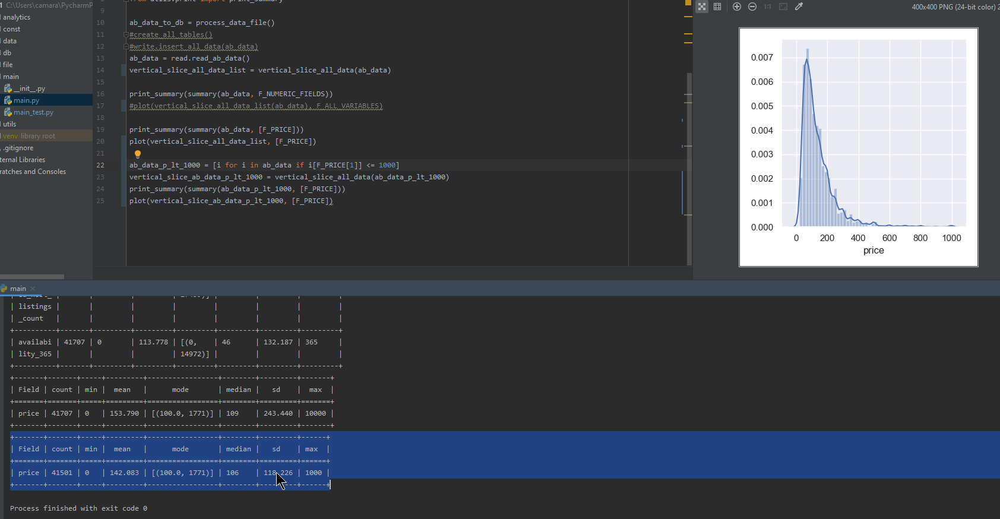 1 C:\Users\camara\PycharmP
analytics
const
data
db
file
main
__init__.py
main.py
main_test.py
utils
venv library root
.gitignore
ternal Libraries
ratches and Consoles
8 from utils.print import print_summary
9
10 ab_data_to_db = process_data_file()
11 #create_all_tables()
12 #write.insert_all_data(ab_data)
13 ab_data = read.read_ab_data()
14 vertical_slice_all_data_list = vertical_slice_all_data(ab_data)
15
16 print_summary(summary(ab_data, F_NUMERIC_FIELDS))
17 #plot(vertical_slice_all_data_list(ab_data), F_ALL_VARIABLES)
18
19 print_summary(summary(ab_data, [F_PRICE]))
20 plot(vertical_slice_all_data_list, [F_PRICE])
21
22 ab_data_p_lt_1000 = [i for i in ab_data if i[F_PRICE[1]] <= 1000]
23 vertical_slice_ab_data_p_lt_1000 = vertical_slice_all_data(ab_data_p_lt_1000)
24 print_summary(summary(ab_data_p_lt_1000, [F_PRICE]))
25 plot(vertical_slice_ab_data_p_lt_1000, [F_PRICE])
1:1
400x400 PNG (24-bit color) 2
0.007
0.006
0.005
0.004
0.003
0.002
0.001
0.000
0 200 400 600 800 1000
price
main
| listings | | | | | | | |
| _count | | | | | | | |
+----------+------+---------+---------+---------+---------+---------+---------+
| availabi | 41707 | 0 | 113.778 | [(0, | 46 | 132.187 | 365 |
| lity_365 | | | | 14972)] | | | |
+----------+------+---------+---------+---------+---------+---------+---------+
+-------+-------+-----+---------+-----------------+--------+---------+-------+
| Field | count | min | mean | mode | median | sd | max |
+=======+=======+=====+=========+=================+========+=========+=======+
| price | 41707 | 0 | 153.790 | [(100.0, 1771)] | 109 | 243.440 | 10000 |
+-------+-------+-----+---------+-----------------+--------+---------+-------+
+-------+-------+-----+---------+-----------------+--------+---------+------+
| Field | count | min | mean | mode | median | sd | max |
+=======+=======+=====+=========+=================+========+=========+======+
| price | 41501 | 0 | 142.083 | [(100.0, 1771)] | 106 | 118.226 | 1000 |
+-------+-------+-----+---------+-----------------+--------+---------+------+
Process finished with exit code 0